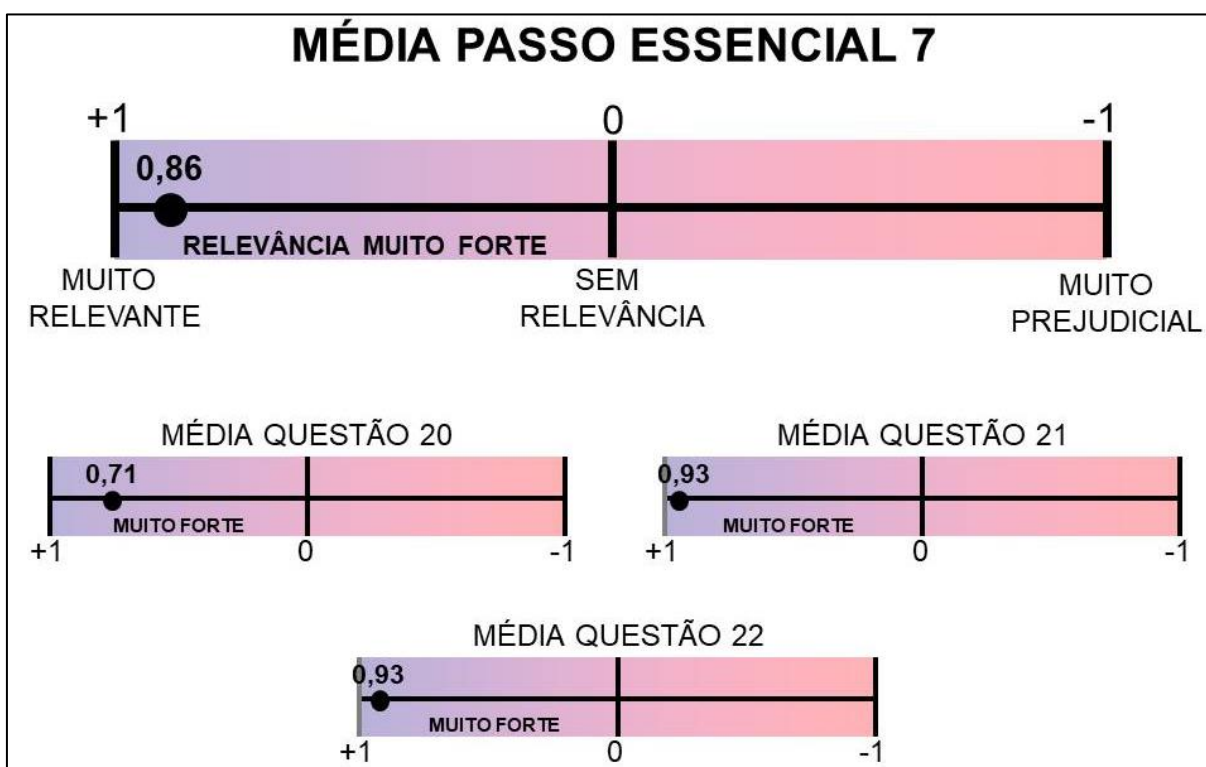 MÉDIA PASSO ESSENCIAL 7
+1 0 -1
0,86
RELEVÂNCIA MUITO FORTE
MUITO RELEVANTE
SEM RELEVÂNCIA
MUITO PREJUDICIAL
MÉDIA QUESTÃO 20
0,71
MUITO FORTE
+1 0 -1
MÉDIA QUESTÃO 21
0,93
MUITO FORTE
+1 0 -1
MÉDIA QUESTÃO 22
0,93
MUITO FORTE
+1 0 -1